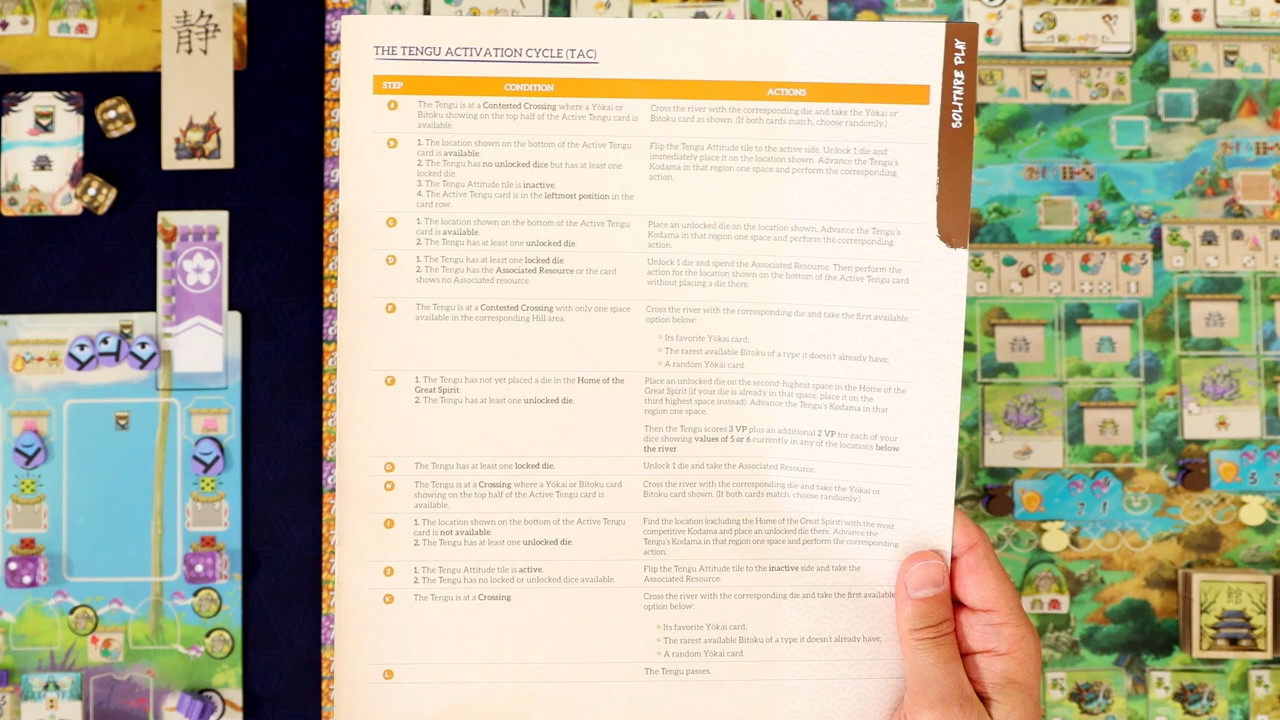 静
SOLITAIRE PLAY
THE TENGU ACTIVATION CYCLE (TAC)
STEP CONDITION ACTIONS
A
The Tengu is at a Contested Crossing where a Yōkai or
Bitoku showing on the top half of the Active Tengu card is
available.
Cross the river with the corresponding die and take the Yōkai or
Bitoku card as shown. (If both cards match, choose randomly.)
B
1. The location shown on the bottom of the Active Tengu
card is available.
2. The Tengu has no unlocked dice but has at least one
locked die.
3. The Tengu Attitude tile is inactive.
4. The Active Tengu card is in the leftmost position in the
card row.
Flip the Tengu Attitude tile to the active side. Unlock 1 die and
immediately place it on the location shown. Advance the Tengu's
Kodama in that region one space and perform the corresponding
action.
C
1. The location shown on the bottom of the Active Tengu
card is available.
2. The Tengu has at least one unlocked die.
Place an unlocked die on the location shown. Advance the Tengu's
Kodama in that region one space and perform the corresponding
action.
D
1. The Tengu has at least one locked die.
2. The Tengu has the Associated Resource or the card
shows no Associated resource.
Unlock 1 die and spend the Associated Resource. Then perform the
action for the location shown on the bottom of the Active Tengu card
without placing a die there.
E
The Tengu is at a Contested Crossing with only one space
available in the corresponding Hill area.
Cross the river with the corresponding die and take the first available
option below:
Its favorite Yōkai card;
The rarest available Bitoku of a type it doesn't already have;
A random Yōkai card.
F
1. The Tengu has not yet placed a die in the Home of the
Great Spirit.
2. The Tengu has at least one unlocked die.
Place an unlocked die on the second-highest space in the Home of the
Great Spirit (if your die is already in that space, place it on the
third highest space instead). Advance the Tengu's Kodama in that
region one space.
Then the Tengu scores 3 VP plus an additional 2 VP for each of your
dice showing values of 5 or 6 currently in any of the locations below
the river.
G
The Tengu has at least one locked die.
Unlock 1 die and take the Associated Resource.
H
The Tengu is at a Crossing where a Yōkai or Bitoku card
showing on the top half of the Active Tengu card is
available.
Cross the river with the corresponding die and take the Yōkai or
Bitoku card shown. (If both cards match, choose randomly.)
I
1. The location shown on the bottom of the Active Tengu
card is not available.
2. The Tengu has at least one unlocked die.
Find the location (excluding the Home of the Great Spirit) with the most
competitive Kodama and place an unlocked die there. Advance the
Tengu's Kodama in that region one space and perform the corresponding
action.
J
1. The Tengu Attitude tile is active.
2. The Tengu has no locked or unlocked dice available.
Flip the Tengu Attitude tile to the inactive side and take the
Associated Resource.
K
The Tengu is at a Crossing.
Cross the river with the corresponding die and take the first available
option below:
Its favorite Yōkai card;
The rarest available Bitoku of a type it doesn't already have;
A random Yōkai card.
L
The Tengu passes.